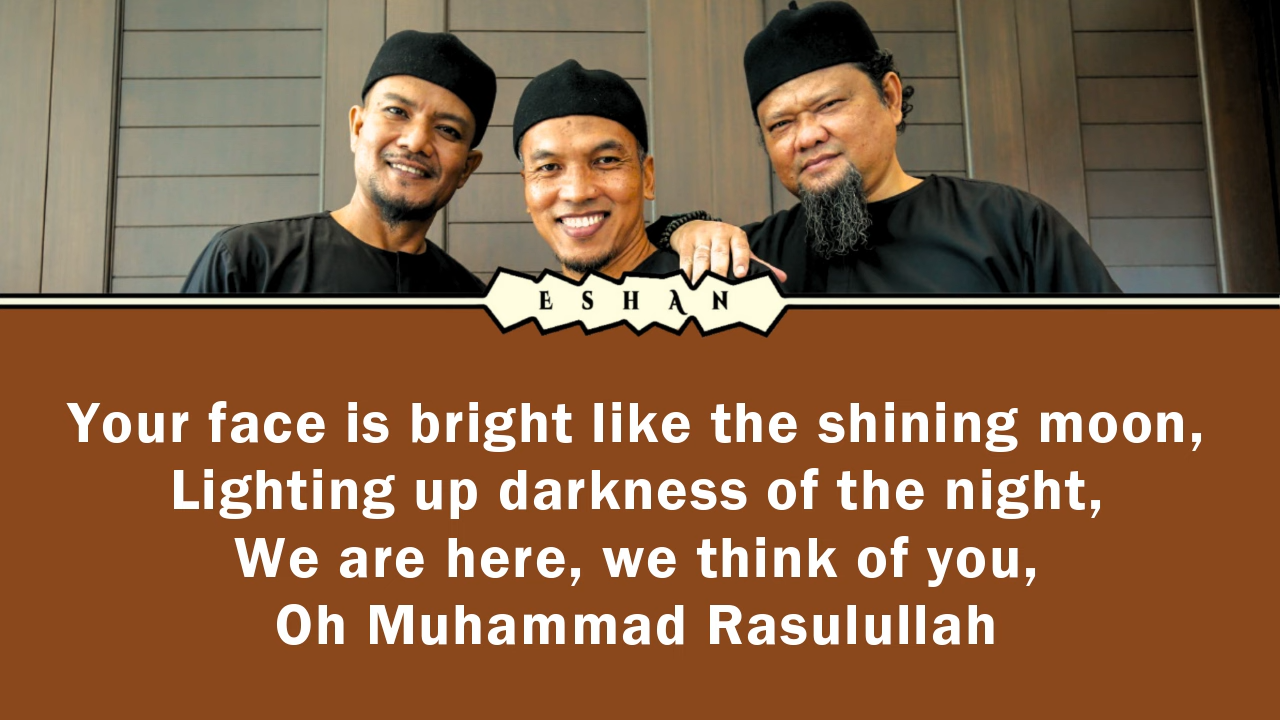 ESHAN
Your face is bright like the shining moon,
Lighting up darkness of the night,
We are here, we think of you,
Oh Muhammad Rasulullah